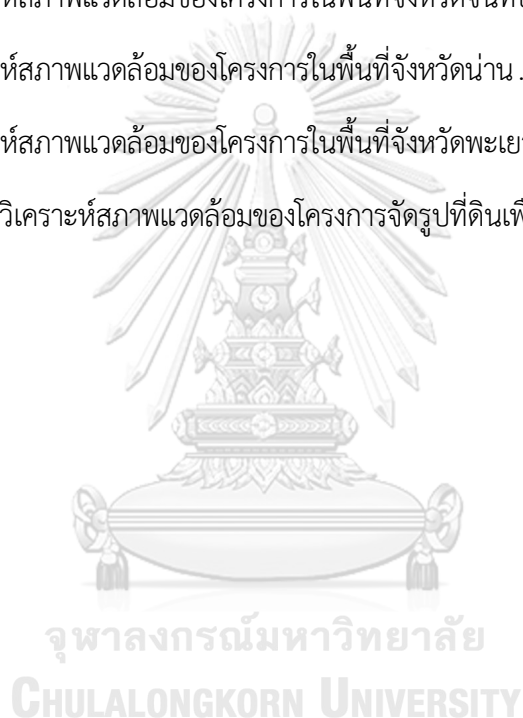 ห์สภาพแวดล้อมของโครงการในพื้นที่จังหวัดน่าน .
ห์สภาพแวดล้อมของโครงการในพื้นที่จังหวัดพะเยา
วิเคราะห์สภาพแวดล้อมของโครงการจัดรูปที่ดินเพื่
จุฬาลงกรณ์มหาวิทยาลัย
CHULALONGKORN UNIVERSITY